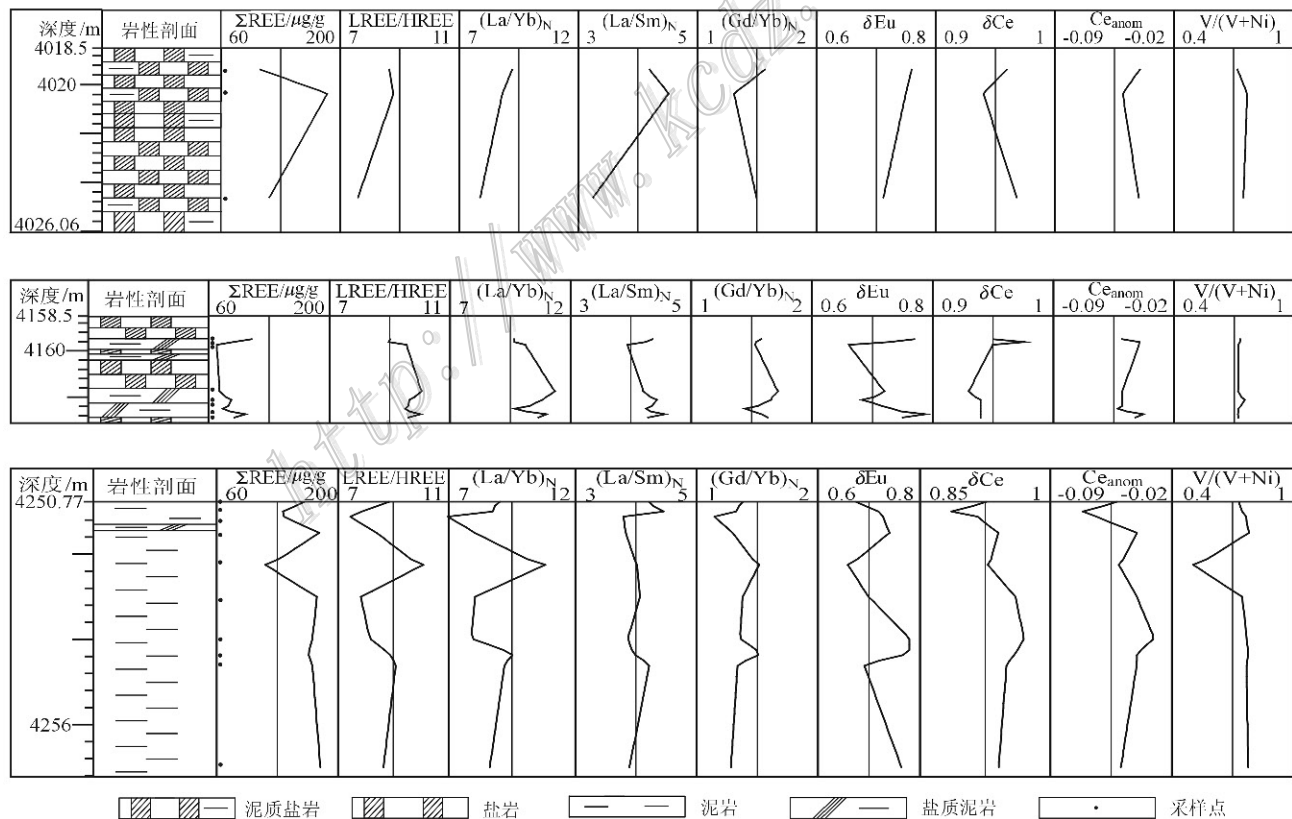 深度/m 岩性剖面 ΣREE/μg/g LREE/HREE (La/Yb)N (La/Sm)N (Gd/Yb)N δEu δCe Ceanom V/(V+Ni)
60 200 7 11 7 12 3 5 1 2 0.6 0.8 0.9 1 -0.09 -0.02 0.4 1
4018.5
4020
4026.06
深度/m 岩性剖面 ΣREE/μg/g LREE/HREE (La/Yb)N (La/Sm)N (Gd/Yb)N δEu δCe Ceanom V/(V+Ni)
60 200 7 11 7 12 3 5 1 2 0.6 0.8 0.9 1 -0.09 -0.02 0.4 1
4158.5
4160
深度/m 岩性剖面 ΣREE/μg/g LREE/HREE (La/Yb)N (La/Sm)N (Gd/Yb)N δEu δCe Ceanom V/(V+Ni)
60 200 7 11 7 12 3 5 1 2 0.6 0.8 0.85 1 -0.09 -0.02 0.4 1
4250.77
4256
泥质盐岩 盐岩 泥岩 盐质泥岩 采样点
http://www.kcdz.